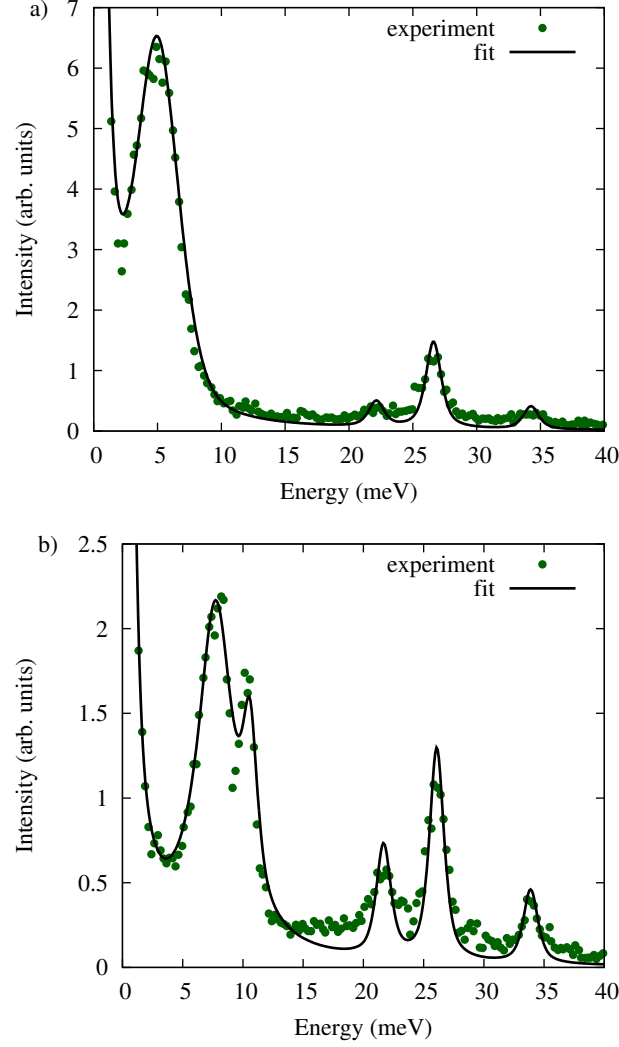 a)
7
6
5
4
3
2
1
0
Intensity (arb. units)
experiment
fit
0 5 10 15 20 25 30 35 40
Energy (meV)
b)
2.5
2
1.5
1
0.5
0
Intensity (arb. units)
experiment
fit
0 5 10 15 20 25 30 35 40
Energy (meV)